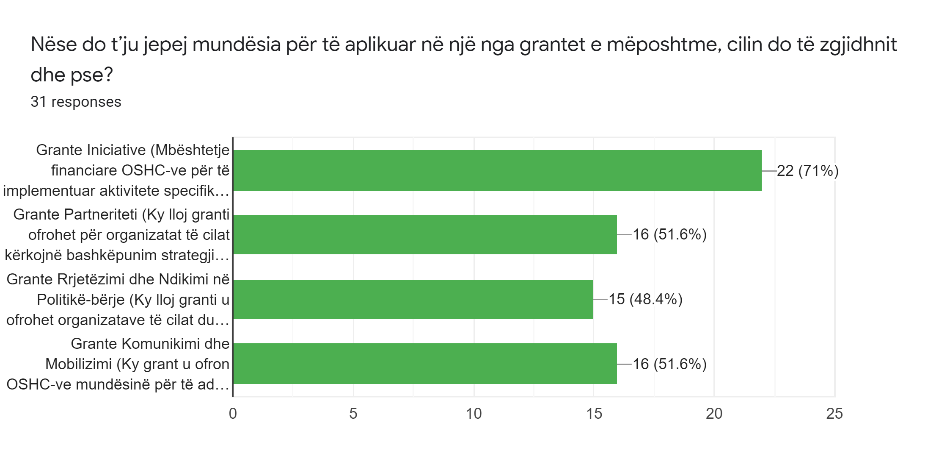 Nëse do t’ju jepej mundësia për të aplikuar në një nga grantet e mëposhtme, cilin do të zgjidhnit
dhe pse?
31 responses
Grante Iniciative (Mbështetje
financiare OSHC-ve për të
implementuar aktivitete specifik…
22 (71%)
Grante Partneriteti (Ky lloj granti
ofrohet për organizatat të cilat
kërkojnë bashkëpunim strategji…
16 (51.6%)
Grante Rrjetëzimi dhe Ndikimi në
Politikë-bërje (Ky lloj granti u
ofrohet organizatave të cilat du…
15 (48.4%)
Grante Komunikimi dhe
Mobilizimi (Ky grant u ofron
OSHC-ve mundësinë për të ad…
16 (51.6%)
0 5 10 15 20 25